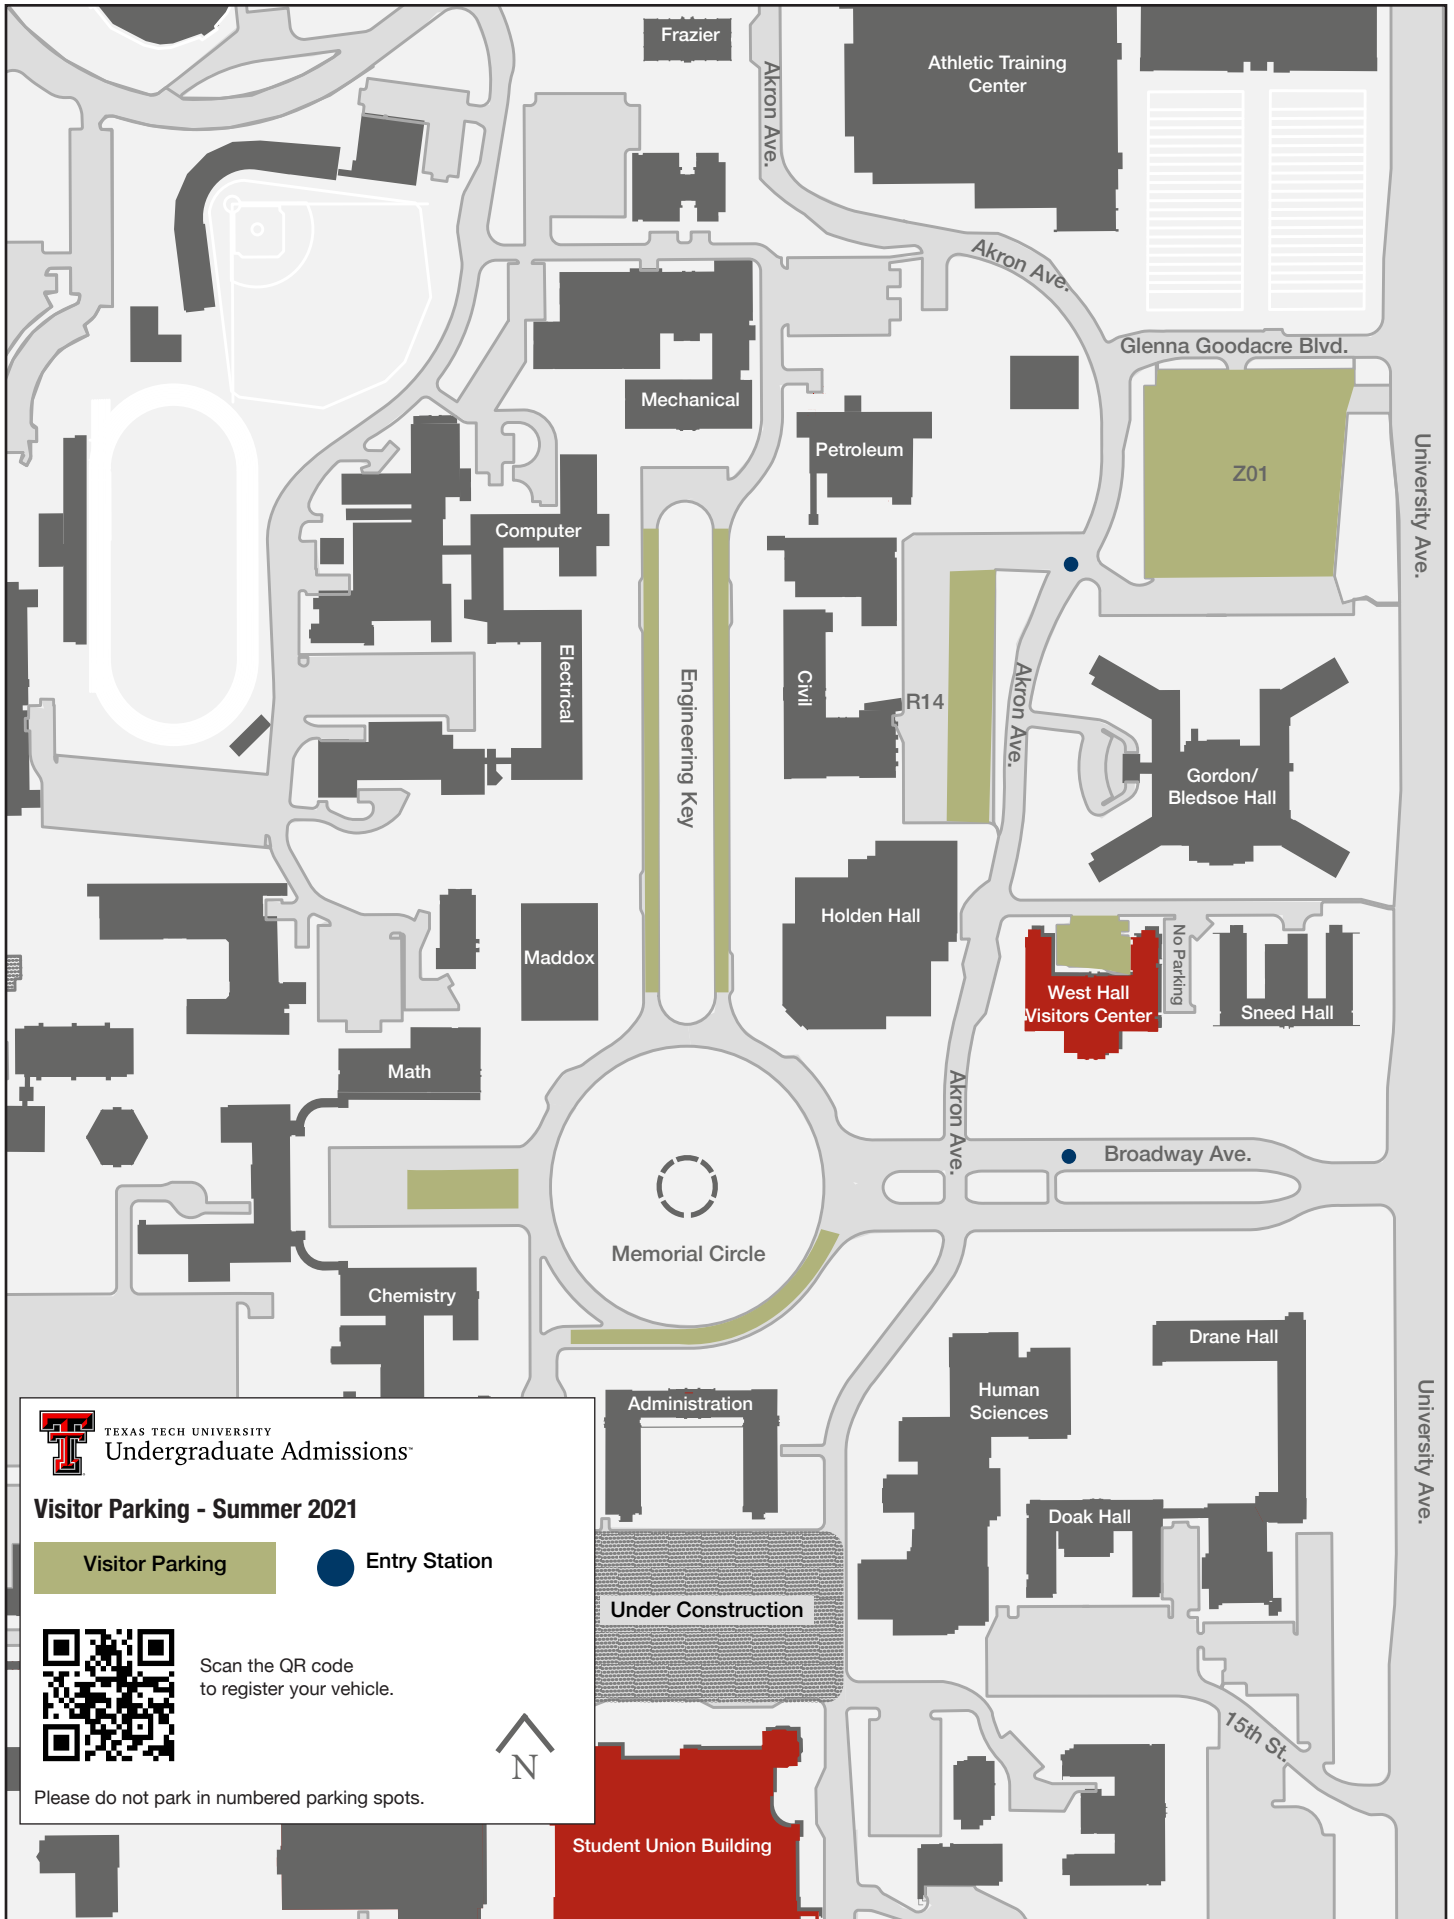 Frazier
Athletic Training
Center
Akron Ave.
Akron Ave.
Glenna Goodacre Blvd.
Mechanical
Petroleum
Z01
University Ave.
Computer
Electrical
Engineering Key
Civil
R14
Akron Ave.
Gordon/
Bledsoe Hall
Holden Hall
Maddox
No Parking
West Hall
Visitors Center
Sneed Hall
Math
Akron Ave.
Broadway Ave.
Memorial Circle
Chemistry
Drane Hall
Human
Sciences
Administration
University Ave.
TEXAS TECH UNIVERSITY
Undergraduate Admissions™
Visitor Parking - Summer 2021
Doak Hall
Visitor Parking
Entry Station
Under Construction
Scan the QR code
to register your vehicle.
15th St.
N
Please do not park in numbered parking spots.
Student Union Building